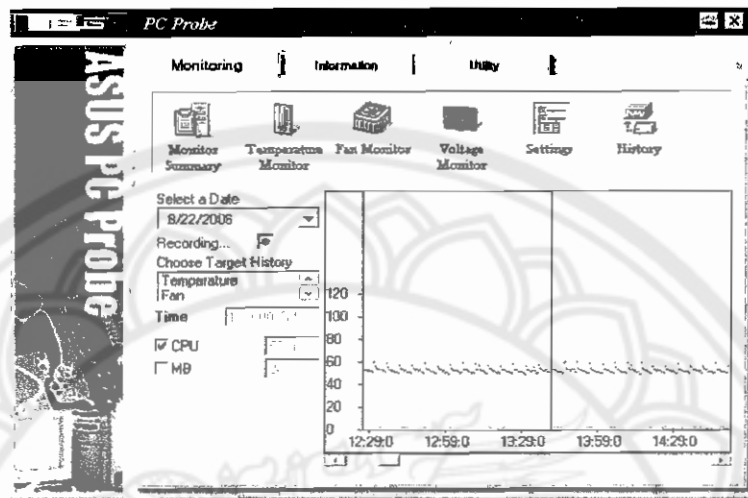 PC Probe
Monitoring Information Utility
ASUS PC Probe
Monitor Summary
Temperature Monitor
Fan Monitor
Voltage Monitor
Settings
History
Select a Date
8/22/2006
Recording...
Choose Target History
Temperature
Fan
Time
CPU
MB
120
100
80
60
40
20
0
12:29:0 12:59:0 13:29:0 13:59:0 14:29:0